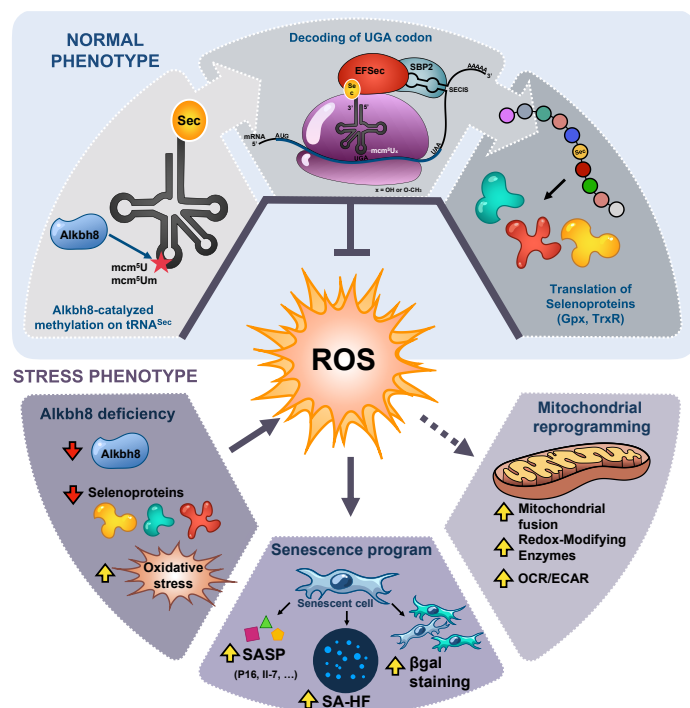 NORMAL
PHENOTYPE
Decoding of UGA codon
EFSec
SBP2
AAAAA
3'
SECIS
Se
c
3'
5'
mRNA
5'
AUG
UGA
mcm⁵Uₓ
UAA
x = OH or O-CH₃
Sec
Alkbh8
mcm⁵U
mcm⁵Um
Alkbh8-catalyzed
methylation on tRNAˢᵉᶜ
Sec
Translation of
Selenoproteins
(Gpx, TrxR)
ROS
STRESS PHENOTYPE
Alkbh8 deficiency
Alkbh8
Selenoproteins
Oxidative
stress
Senescence program
Senescent cell
SASP
(P16, Il-7, ...)
SA-HF
βgal
staining
Mitochondrial
reprogramming
Mitochondrial
fusion
Redox-Modifying
Enzymes
OCR/ECAR